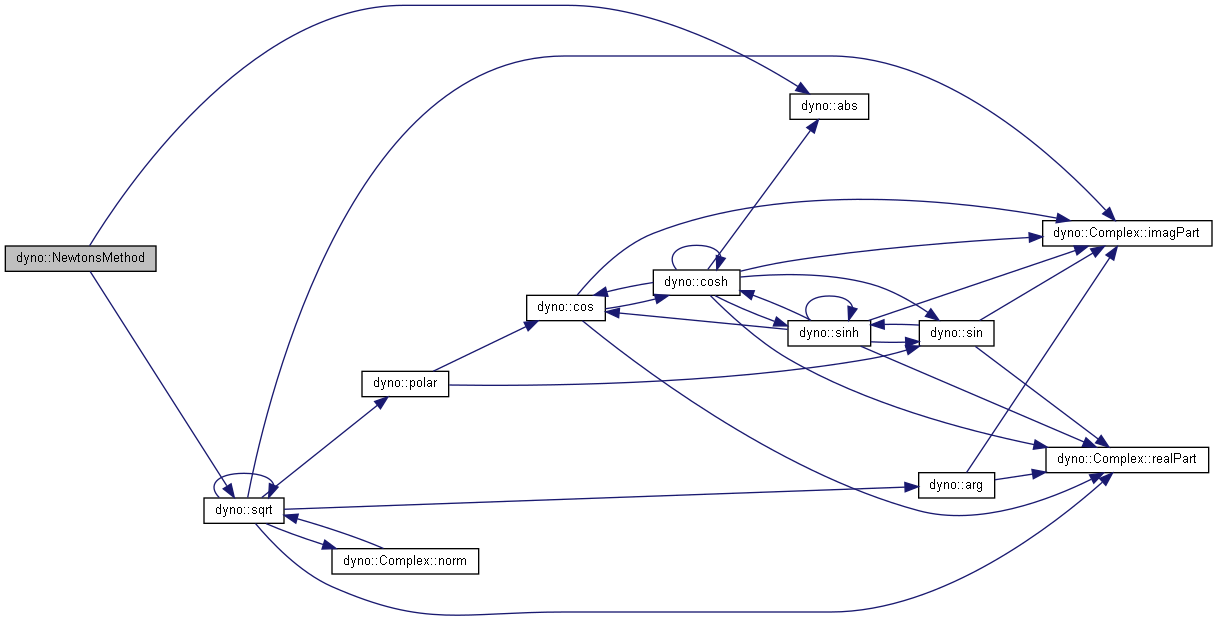 dyno::abs
dyno::Complex::imagPart
dyno::NewtonsMethod
dyno::cosh
dyno::cos
dyno::sinh
dyno::sin
dyno::polar
dyno::Complex::realPart
dyno::arg
dyno::sqrt
dyno::Complex::norm